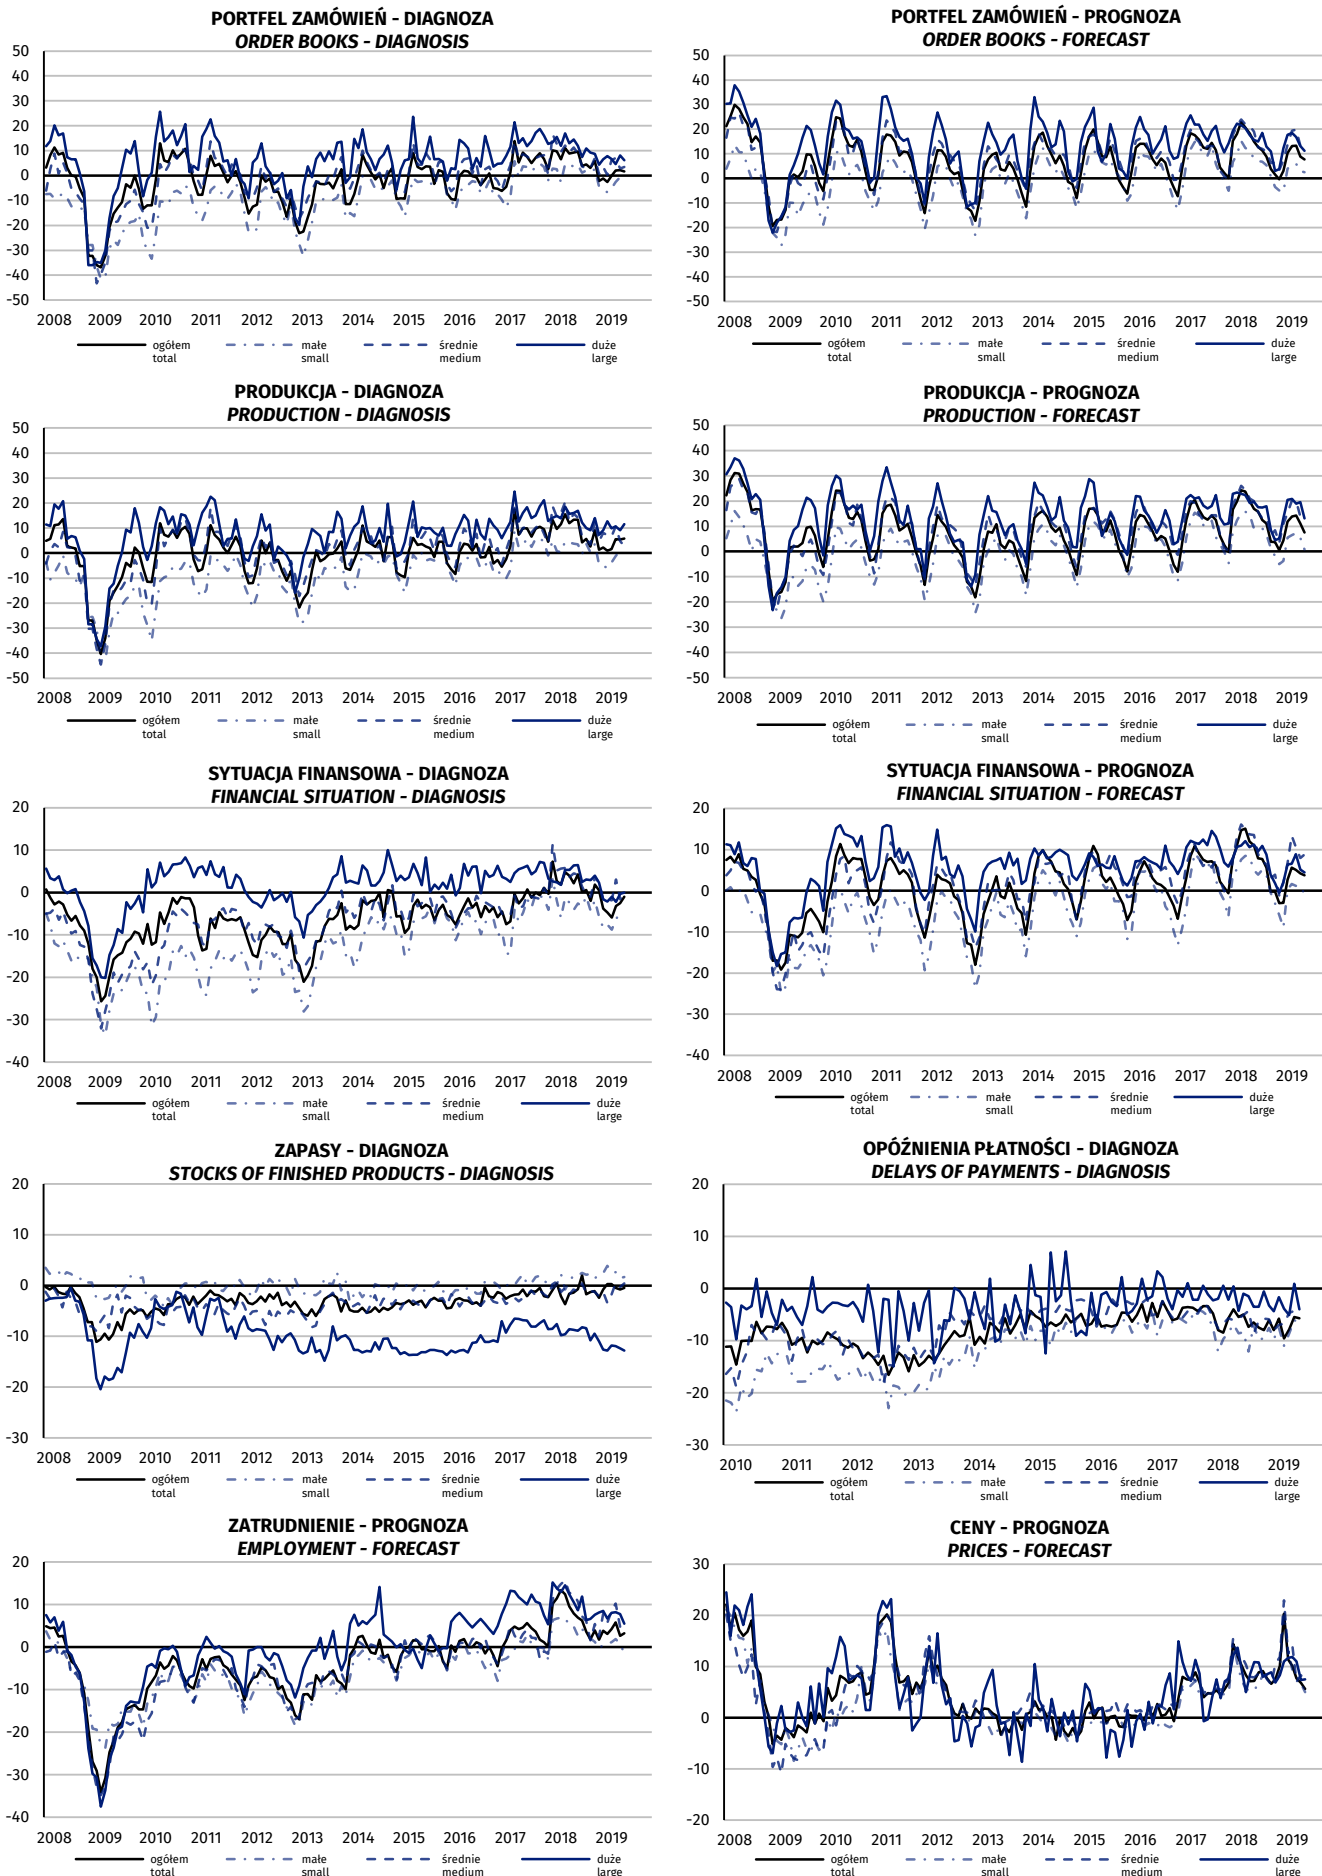 PORTFEL ZAMÓWIEŃ - DIAGNOZA
ORDER BOOKS - DIAGNOSIS
50
40
30
20
10
0
-10
-20
-30
-40
-50
2008 2009 2010 2011 2012 2013 2014 2015 2016 2017 2018 2019
ogółem małe średnie duże
total small medium large
PORTFEL ZAMÓWIEŃ - PROGNOZA
ORDER BOOKS - FORECAST
50
40
30
20
10
0
-10
-20
-30
-40
-50
2008 2009 2010 2011 2012 2013 2014 2015 2016 2017 2018 2019
ogółem małe średnie duże
total small medium large
PRODUKCJA - DIAGNOZA
PRODUCTION - DIAGNOSIS
50
40
30
20
10
0
-10
-20
-30
-40
-50
2008 2009 2010 2011 2012 2013 2014 2015 2016 2017 2018 2019
ogółem małe średnie duże
total small medium large
PRODUKCJA - PROGNOZA
PRODUCTION - FORECAST
50
40
30
20
10
0
-10
-20
-30
-40
-50
2008 2009 2010 2011 2012 2013 2014 2015 2016 2017 2018 2019
ogółem małe średnie duże
total small medium large
SYTUACJA FINANSOWA - DIAGNOZA
FINANCIAL SITUATION - DIAGNOSIS
20
10
0
-10
-20
-30
-40
2008 2009 2010 2011 2012 2013 2014 2015 2016 2017 2018 2019
ogółem małe średnie duże
total small medium large
SYTUACJA FINANSOWA - PROGNOZA
FINANCIAL SITUATION - FORECAST
20
10
0
-10
-20
-30
-40
2008 2009 2010 2011 2012 2013 2014 2015 2016 2017 2018 2019
ogółem małe średnie duże
total small medium large
ZAPASY - DIAGNOZA
STOCKS OF FINISHED PRODUCTS - DIAGNOSIS
20
10
0
-10
-20
-30
2008 2009 2010 2011 2012 2013 2014 2015 2016 2017 2018 2019
ogółem małe średnie duże
total small medium large
OPÓŹNIENIA PŁATNOŚCI - DIAGNOZA
DELAYS OF PAYMENTS - DIAGNOSIS
20
10
0
-10
-20
-30
2010 2011 2012 2013 2014 2015 2016 2017 2018 2019
ogółem małe średnie duże
total small medium large
ZATRUDNIENIE - PROGNOZA
EMPLOYMENT - FORECAST
20
10
0
-10
-20
-30
-40
2008 2009 2010 2011 2012 2013 2014 2015 2016 2017 2018 2019
ogółem małe średnie duże
total small medium large
CENY - PROGNOZA
PRICES - FORECAST
30
20
10
0
-10
-20
2008 2009 2010 2011 2012 2013 2014 2015 2016 2017 2018 2019
ogółem małe średnie duże
total small medium large